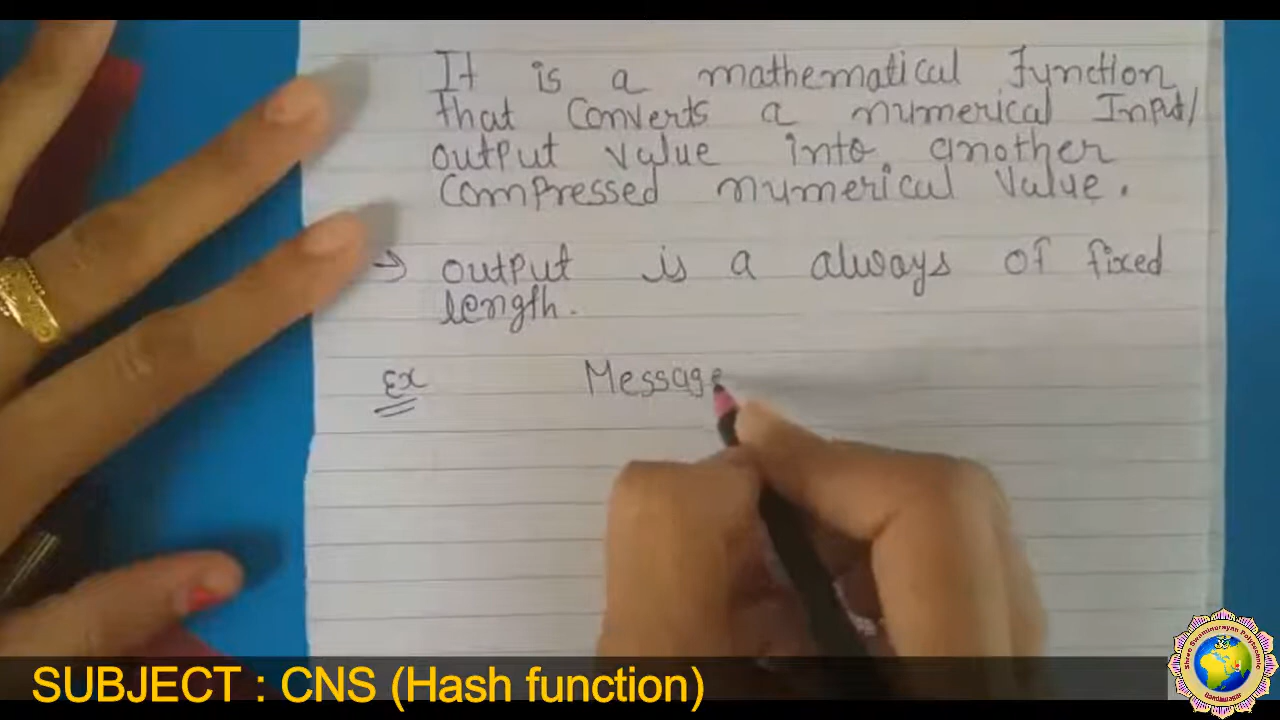 It is a mathematical function
that converts a numerical Input/
output value into another
compressed numerical value.
→ output is a always of fixed
length.
Ex Message
SUBJECT : CNS (Hash function)